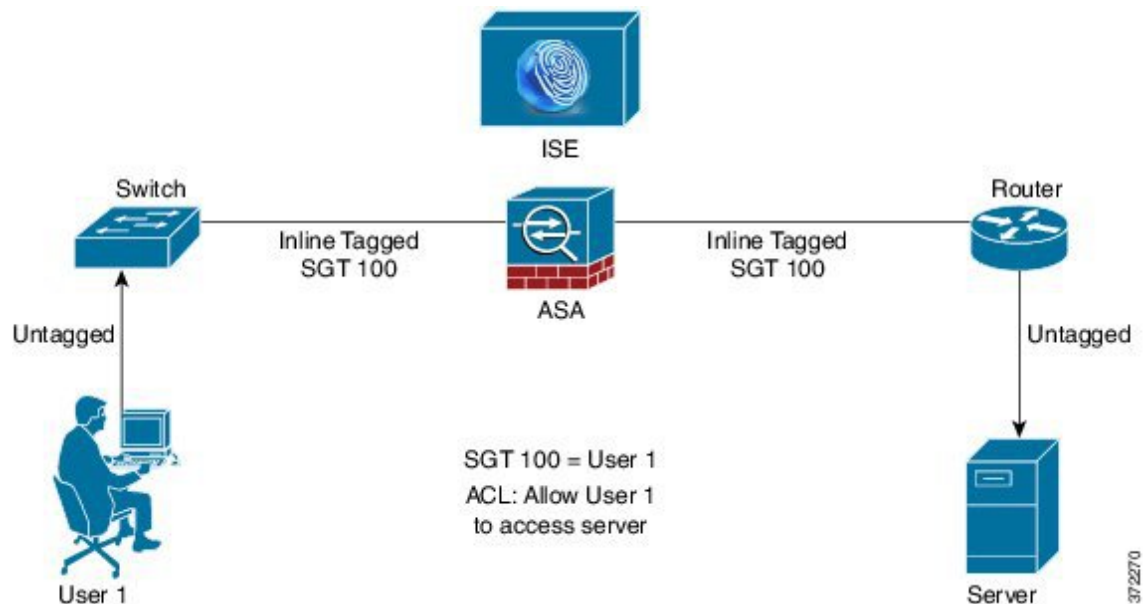 ISE
Switch
Router
Inline Tagged
SGT 100
Inline Tagged
SGT 100
ASA
Untagged
Untagged
SGT 100 = User 1
ACL: Allow User 1
to access server
User 1
Server
372270